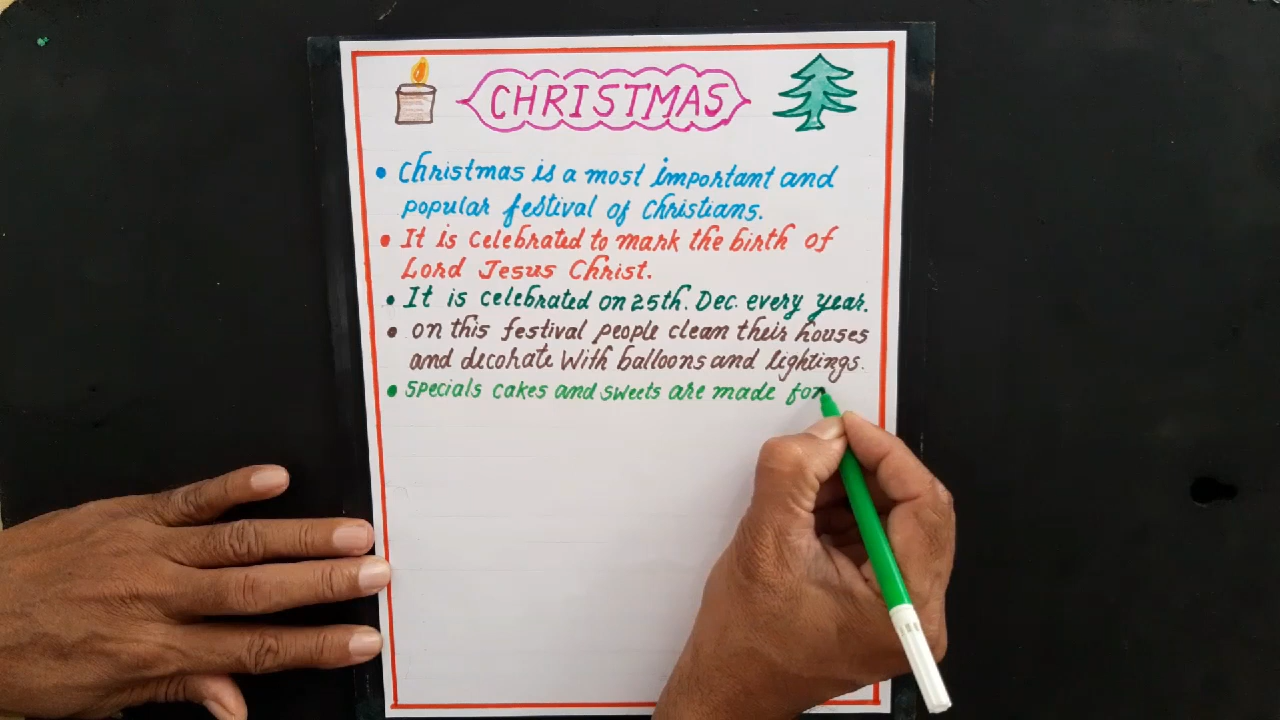 CHRISTMAS
Christmas is a most important and
popular festival of Christians.
It is celebrated to mark the birth of
Lord Jesus Christ.
It is celebrated on 25th. Dec. every year.
on this festival people clean their houses
and decorate with balloons and lightings.
Specials cakes and sweets are made for